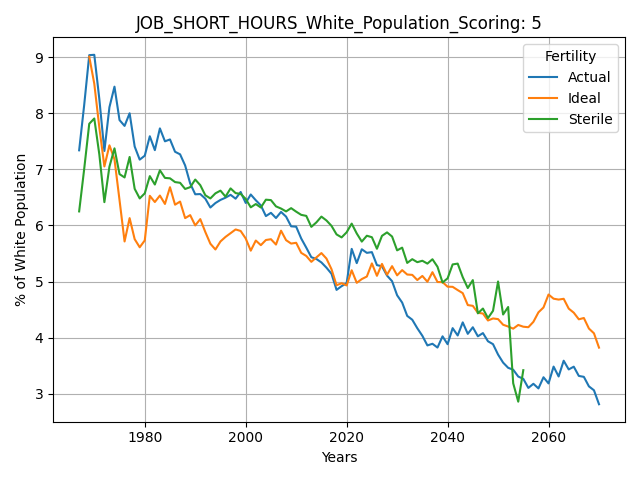 JOB_SHORT_HOURS_White_Population_Scoring: 5
Fertility
Actual
Ideal
Sterile
% of White Population
9
8
7
6
5
4
3
1980 2000 2020 2040 2060
Years